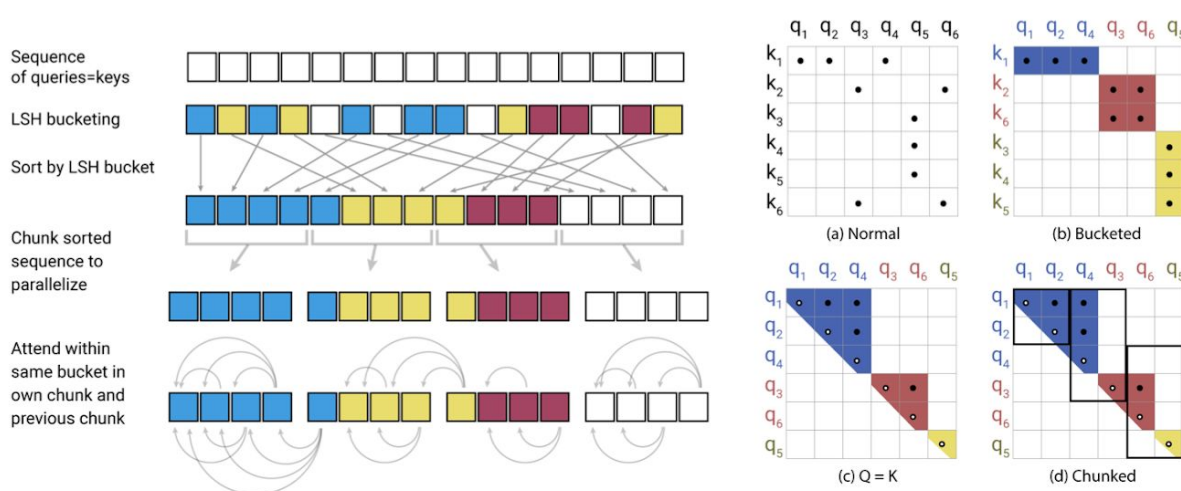 Sequence
of queries=keys
LSH bucketing
Sort by LSH bucket
Chunk sorted
sequence to
parallelize
Attend within
same bucket in
own chunk and
previous chunk
q1 q2 q3 q4 q5 q6
k1
k2
k3
k4
k5
k6
(a) Normal
q1 q2 q4 q3 q6 q5
k1
k2
k6
k3
k4
k5
(b) Bucketed
q1 q2 q4 q3 q6 q5
q1
q2
q4
q3
q6
q5
(c) Q = K
q1 q2 q4 q3 q6 q5
q1
q2
q4
q3
q6
q5
(d) Chunked